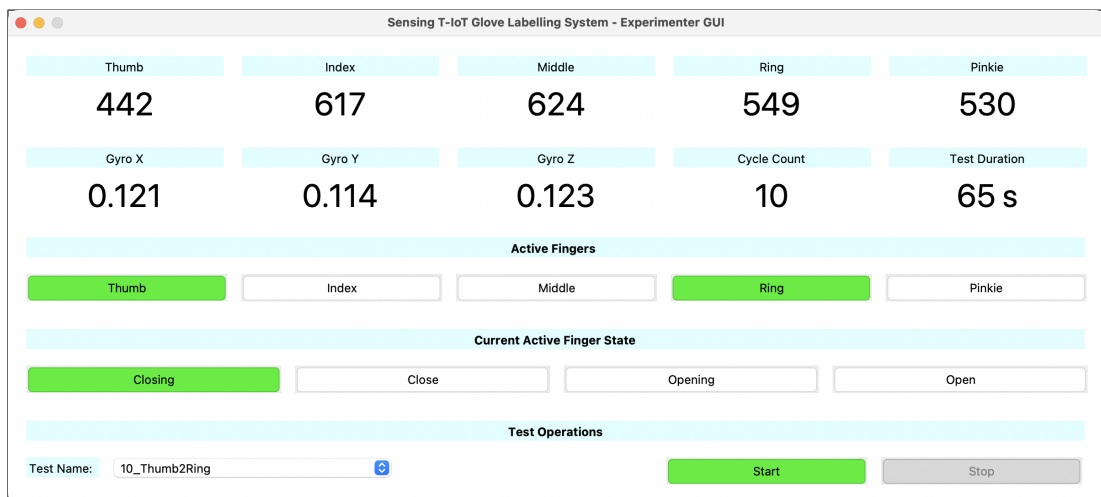 Sensing T-IoT Glove Labelling System - Experimenter GUI
Thumb Index Middle Ring Pinkie
442 617 624 549 530
Gyro X Gyro Y Gyro Z Cycle Count Test Duration
0.121 0.114 0.123 10 65 s
Active Fingers
Thumb Index Middle Ring Pinkie
Current Active Finger State
Closing Close Opening Open
Test Operations
Test Name: 10_Thumb2Ring Start Stop